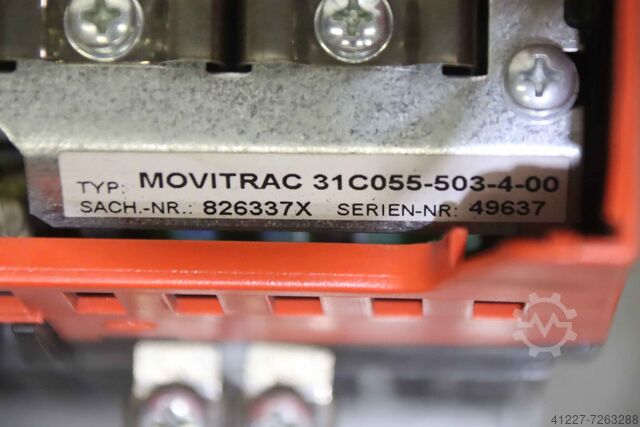 TYP: MOVITRAC 31C055-503-4-00
SACH.-NR.: 826337X SERIEN-NR: 49637
41227-7263288